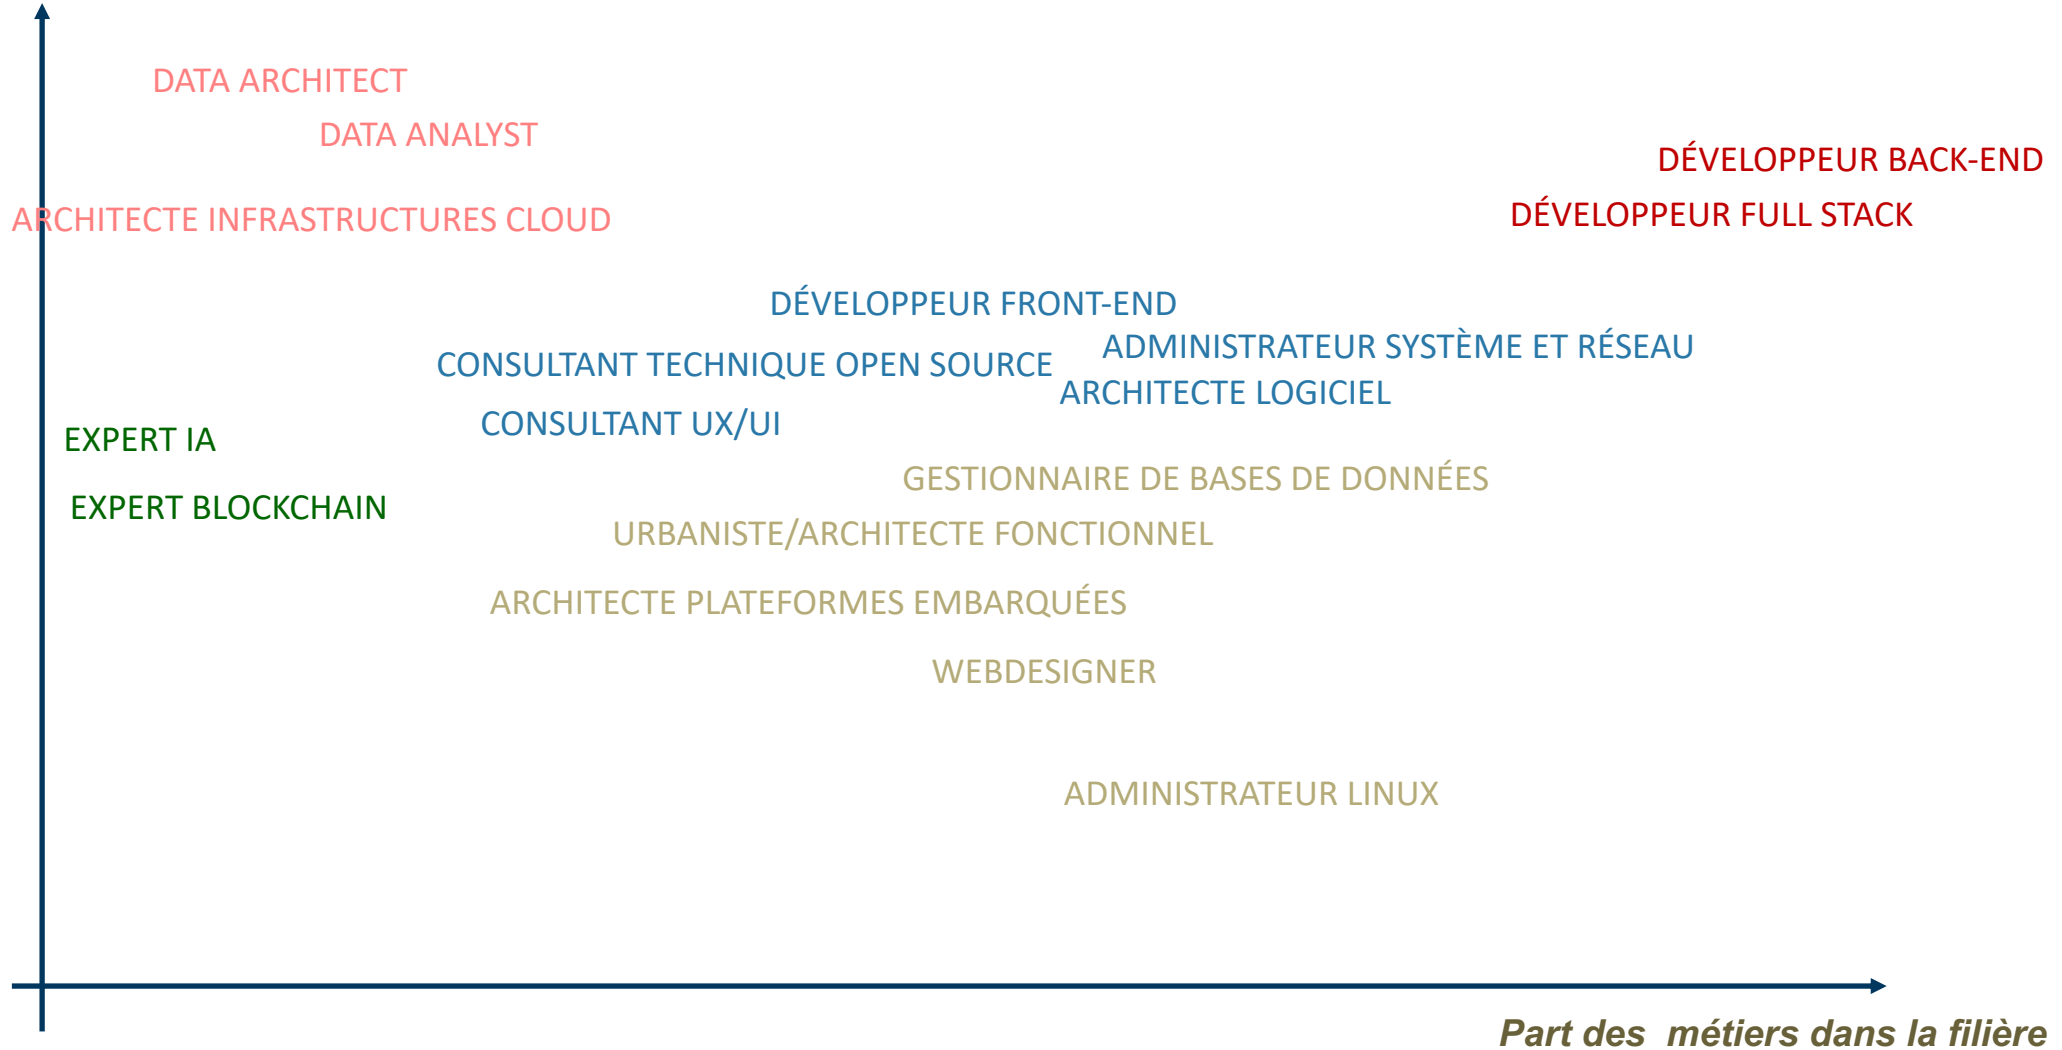 DATA ARCHITECT
DATA ANALYST
DÉVELOPPEUR BACK-END
ARCHITECTE INFRASTRUCTURES CLOUD
DÉVELOPPEUR FULL STACK
DÉVELOPPEUR FRONT-END
ADMINISTRATEUR SYSTÈME ET RÉSEAU
CONSULTANT TECHNIQUE OPEN SOURCE
ARCHITECTE LOGICIEL
CONSULTANT UX/UI
EXPERT IA
GESTIONNAIRE DE BASES DE DONNÉES
EXPERT BLOCKCHAIN
URBANISTE/ARCHITECTE FONCTIONNEL
ARCHITECTE PLATEFORMES EMBARQUÉES
WEBDESIGNER
ADMINISTRATEUR LINUX
Part des  métiers dans la filière